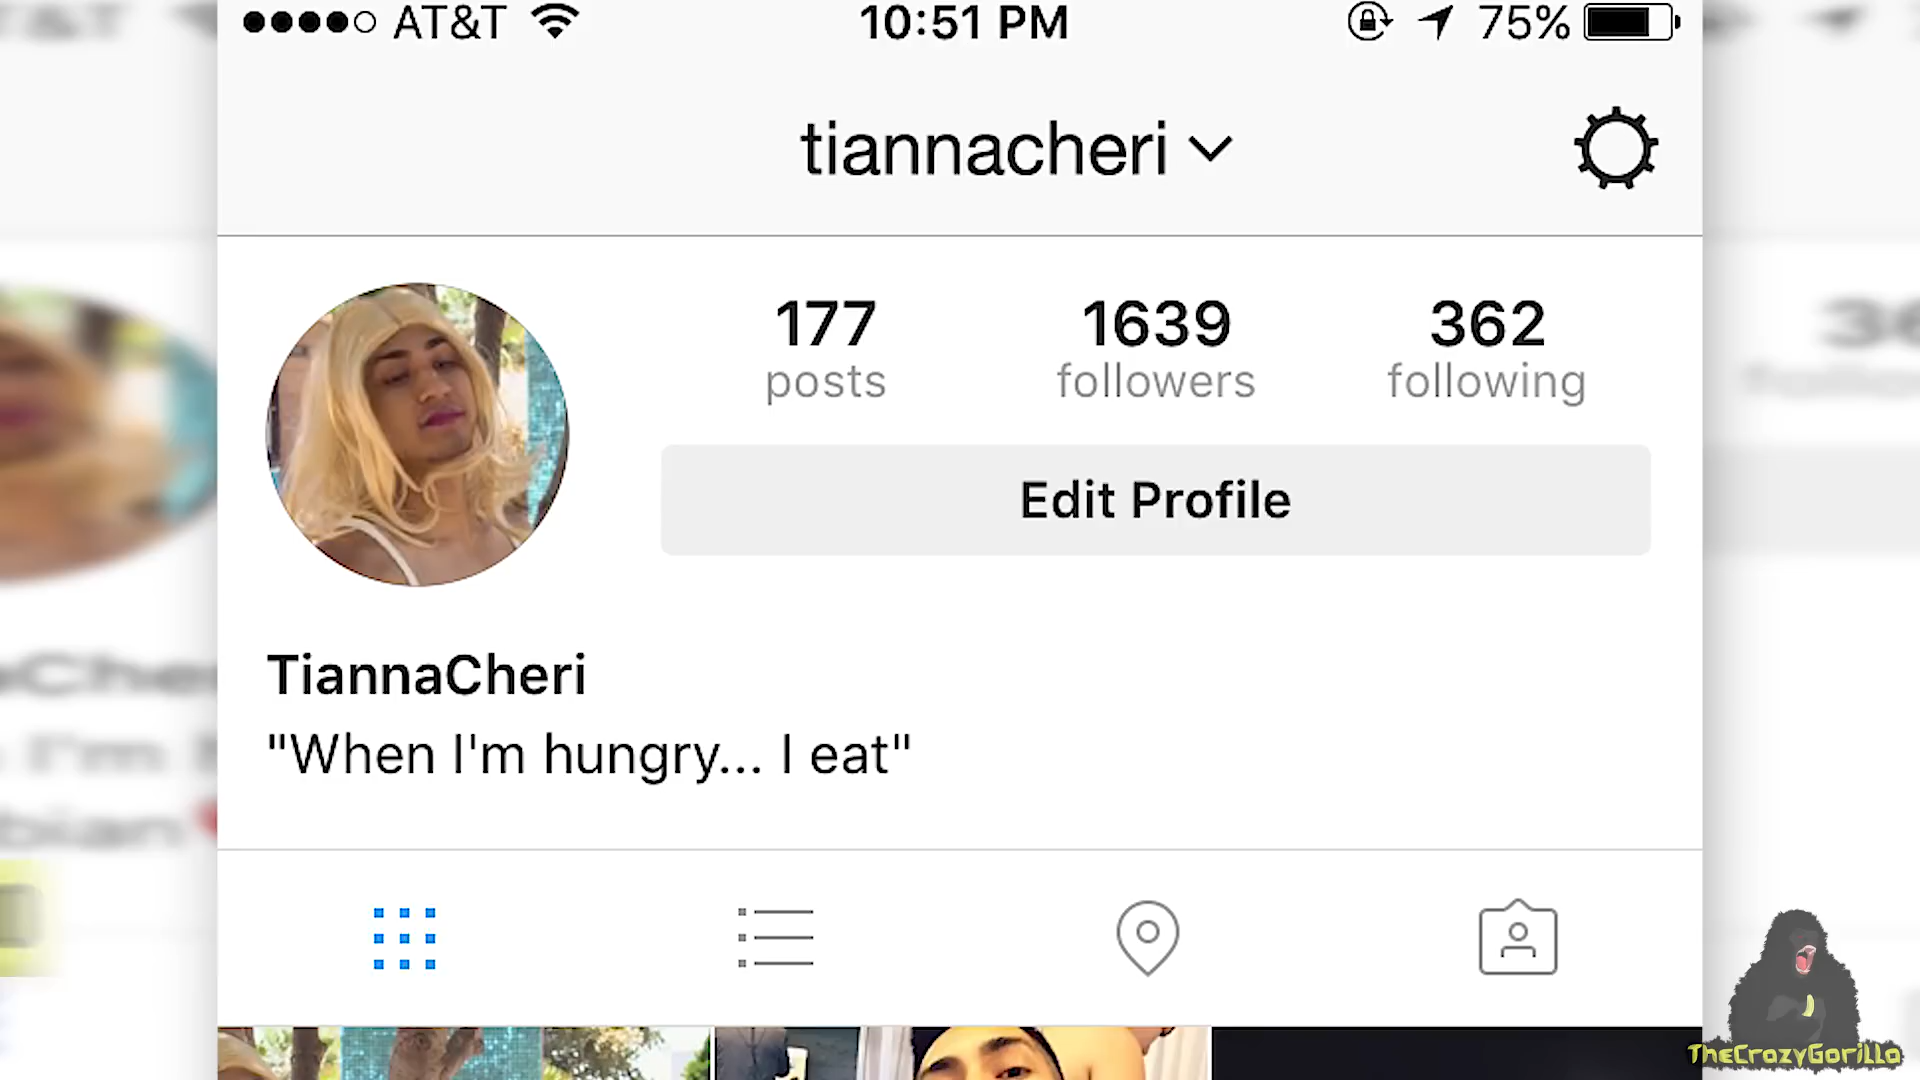 AT&T 10:51 PM 75%
tiannacheri
177 1639 362
posts followers following
Edit Profile
TiannaCheri
"When I'm hungry... I eat"
TheCrazyGorilla